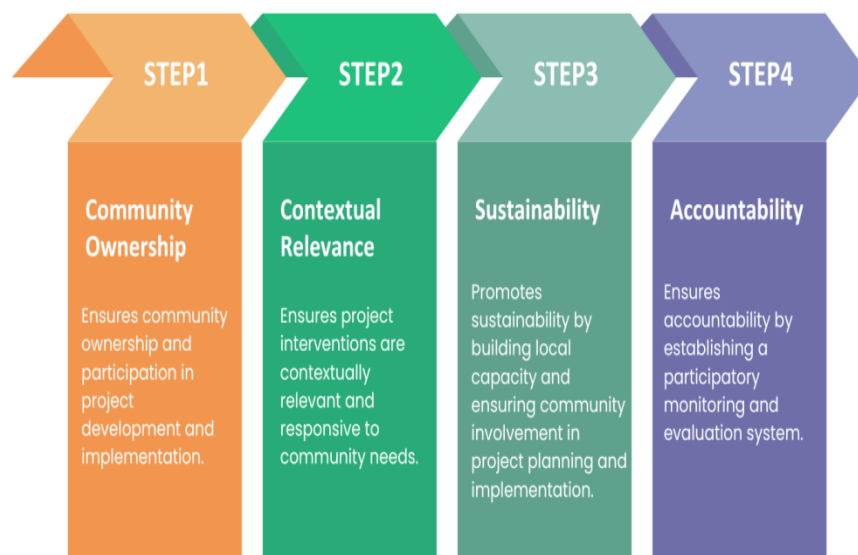 STEP1
Community
Ownership
Ensures community
ownership and
participation in
project
development and
implementation.
STEP2
Contextual
Relevance
Ensures project
interventions are
contextually
relevant and
responsive to
community needs.
STEP3
Sustainability
Promotes
sustainability by
building local
capacity and
ensuring community
involvement in
project planning and
implementation.
STEP4
Accountability
Ensures
accountability by
establishing a
participatory
monitoring and
evaluation system.